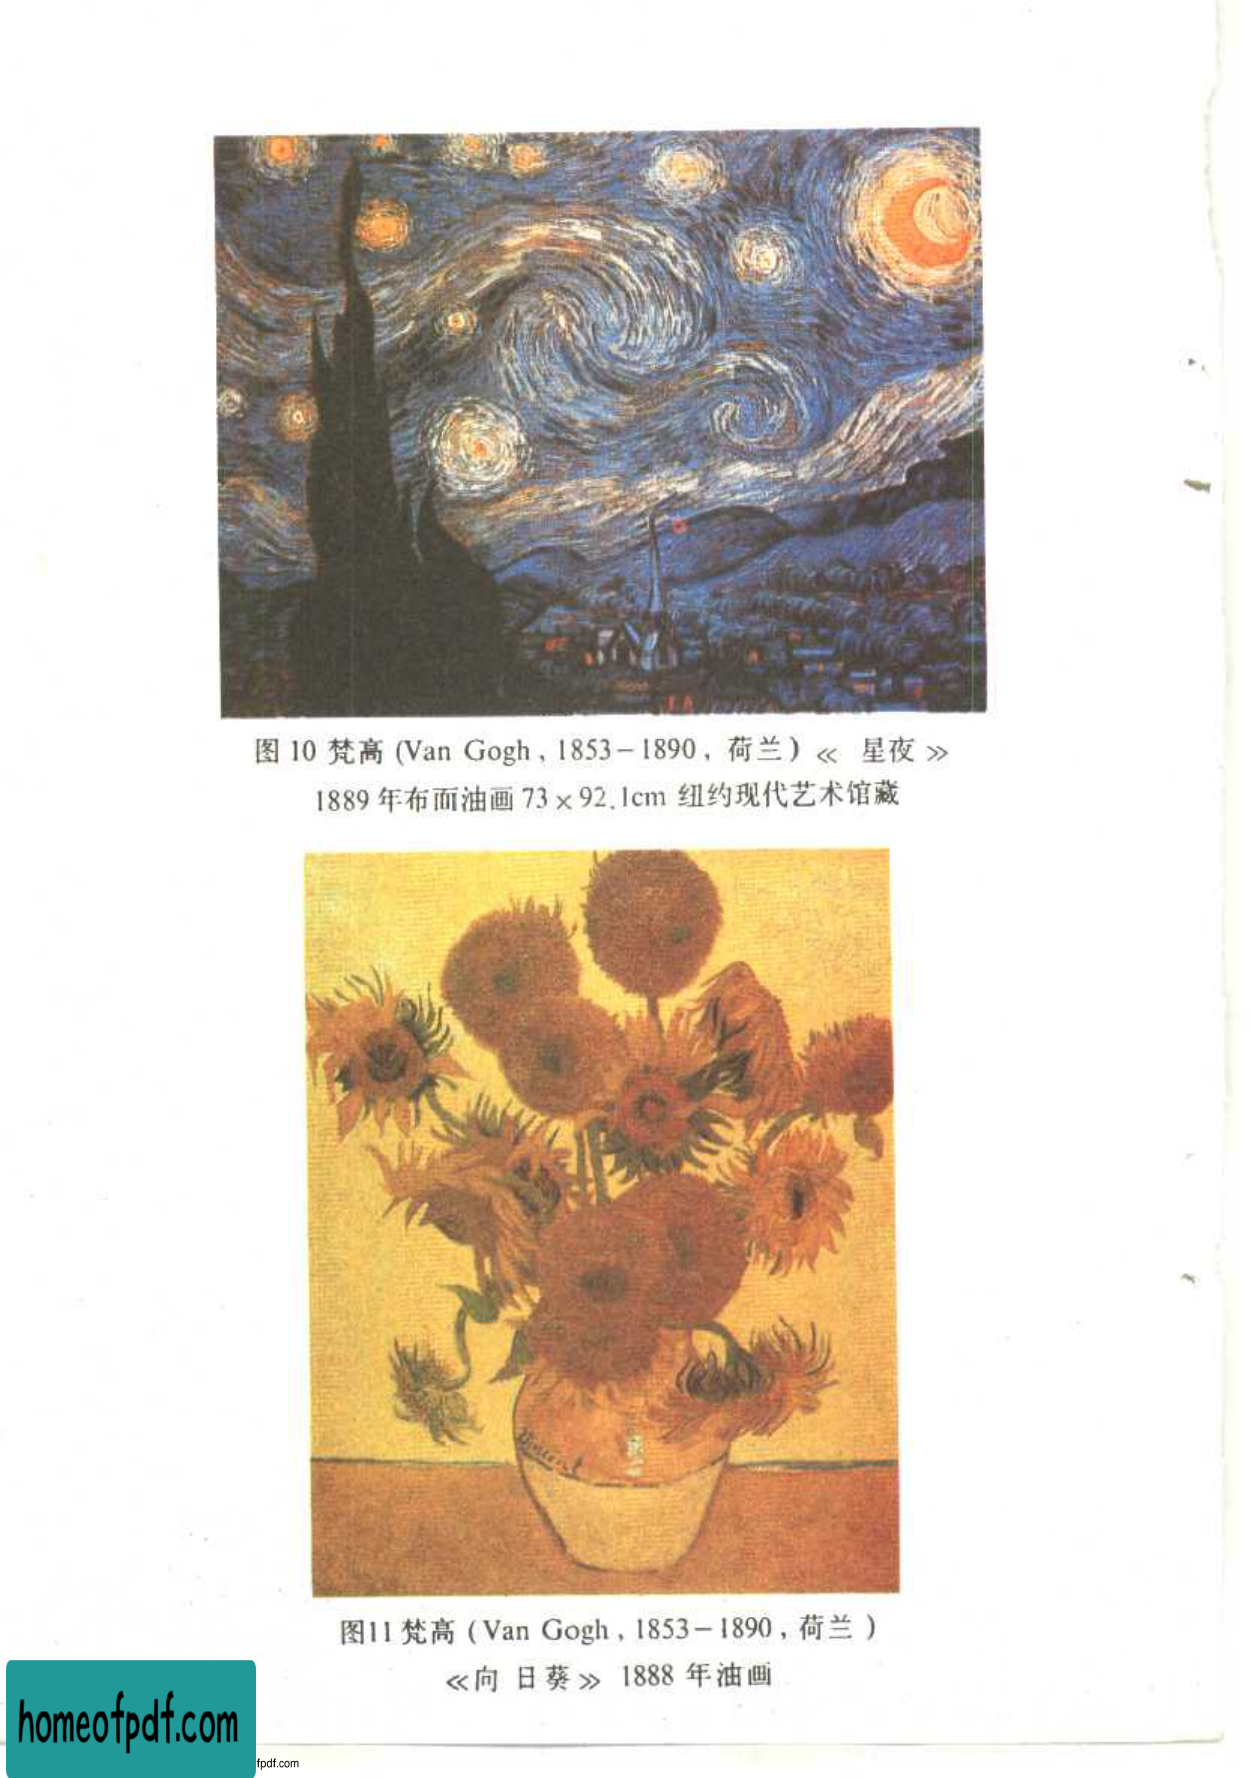 图 10 梵高 (Van Gogh , 1853－1890 , 荷兰 ) ≪ 星夜 ≫
1889 年布面油画 73 × 92.1cm 纽约现代艺术馆藏
Vincent
图11 梵高 ( Van Gogh , 1853－1890 , 荷兰 )
≪向 日葵≫ 1888 年油画
homeofpdf.com
fpdf.com